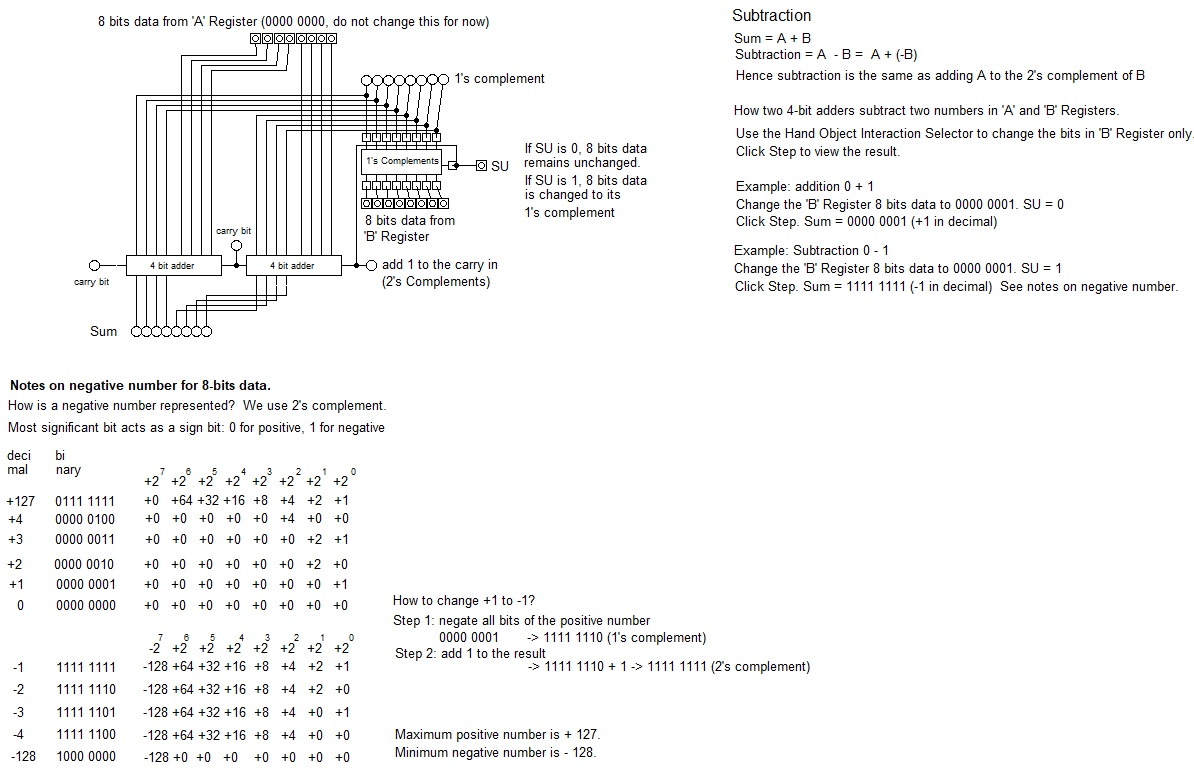 8 bits data from 'A' Register (0000 0000, do not change this for now)
1's complement
1's Complements
SU
If SU is 0, 8 bits data
remains unchanged.
If SU is 1, 8 bits data
is changed to its
1's complement
8 bits data from
'B' Register
carry bit
4 bit adder
4 bit adder
add 1 to the carry in
(2's Complements)
carry bit
Sum
Subtraction
Sum = A + B
Subtraction = A - B = A + (-B)
Hence subtraction is the same as adding A to the 2's complement of B
How two 4-bit adders subtract two numbers in 'A' and 'B' Registers.
Use the Hand Object Interaction Selector to change the bits in 'B' Register only.
Click Step to view the result.
Example: addition 0 + 1
Change the 'B' Register 8 bits data to 0000 0001. SU = 0
Click Step. Sum = 0000 0001 (+1 in decimal)
Example: Subtraction 0 - 1
Change the 'B' Register 8 bits data to 0000 0001. SU = 1
Click Step. Sum = 1111 1111 (-1 in decimal) See notes on negative number.
Notes on negative number for 8-bits data.
How is a negative number represented? We use 2's complement.
Most significant bit acts as a sign bit: 0 for positive, 1 for negative
deci bi
mal nary
+2^7 +2^6 +2^5 +2^4 +2^3 +2^2 +2^1 +2^0
+127 0111 1111 +0 +64 +32 +16 +8 +4 +2 +1
+4 0000 0100 +0 +0 +0 +0 +0 +4 +0 +0
+3 0000 0011 +0 +0 +0 +0 +0 +0 +2 +1
+2 0000 0010 +0 +0 +0 +0 +0 +0 +2 +0
+1 0000 0001 +0 +0 +0 +0 +0 +0 +0 +1
0 0000 0000 +0 +0 +0 +0 +0 +0 +0 +0
-2^7 +2^6 +2^5 +2^4 +2^3 +2^2 +2^1 +2^0
-1 1111 1111 -128 +64 +32 +16 +8 +4 +2 +1
-2 1111 1110 -128 +64 +32 +16 +8 +4 +2 +0
-3 1111 1101 -128 +64 +32 +16 +8 +4 +0 +1
-4 1111 1100 -128 +64 +32 +16 +8 +4 +0 +0
-128 1000 0000 -128 +0 +0 +0 +0 +0 +0 +0
How to change +1 to -1?
Step 1: negate all bits of the positive number
0000 0001 -> 1111 1110 (1's complement)
Step 2: add 1 to the result
-> 1111 1110 + 1 -> 1111 1111 (2's complement)
Maximum positive number is + 127.
Minimum negative number is - 128.